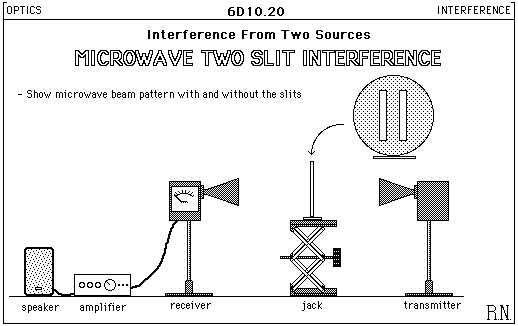 OPTICS 6D10.20 INTERFERENCE
Interference From Two Sources
MICROWAVE TWO SLIT INTERFERENCE
- Show microwave beam pattern with and without the slits
speaker amplifier receiver jack transmitter
R.N.